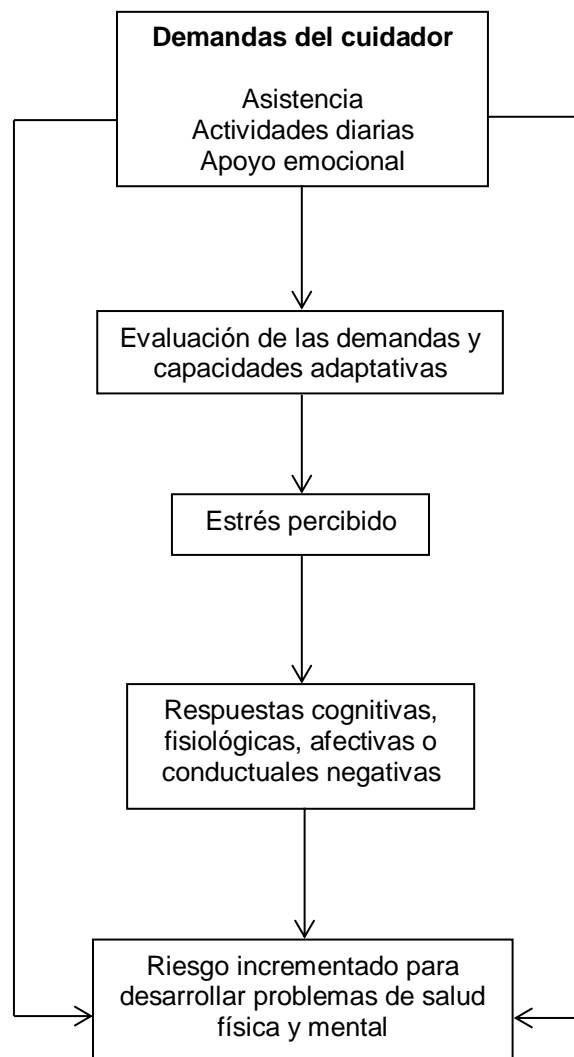 Demandas del cuidador
Asistencia
Actividades diarias
Apoyo emocional
Evaluación de las demandas y
capacidades adaptativas
Estrés percibido
Respuestas cognitivas,
fisiológicas, afectivas o
conductuales negativas
Riesgo incrementado para
desarrollar problemas de salud
física y mental